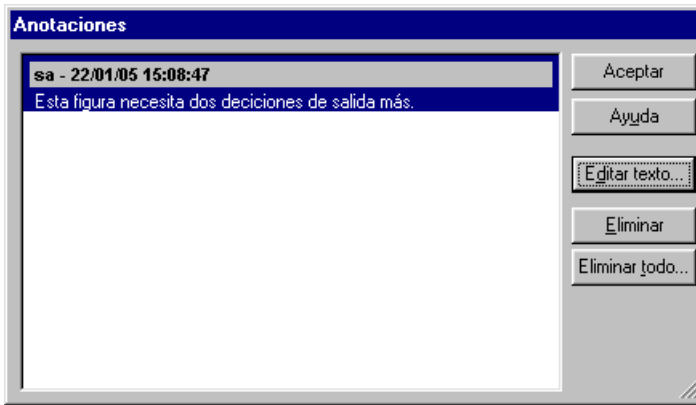 Anotaciones
sa - 22/01/05 15:08:47
Esta figura necesita dos deciciones de salida más.
Aceptar
Ayuda
Editar texto...
Eliminar
Eliminar todo...